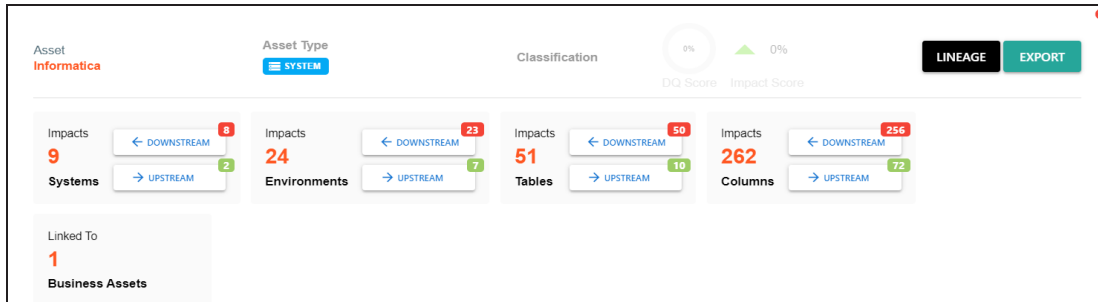 Asset
Informatica
Asset Type
SYSTEM
Classification
0%
DQ Score
0%
Impact Score
LINEAGE
EXPORT
Impacts
9
Systems
DOWNSTREAM
8
UPSTREAM
2
Impacts
24
Environments
DOWNSTREAM
23
UPSTREAM
7
Impacts
51
Tables
DOWNSTREAM
50
UPSTREAM
10
Impacts
262
Columns
DOWNSTREAM
256
UPSTREAM
72
Linked To
1
Business Assets